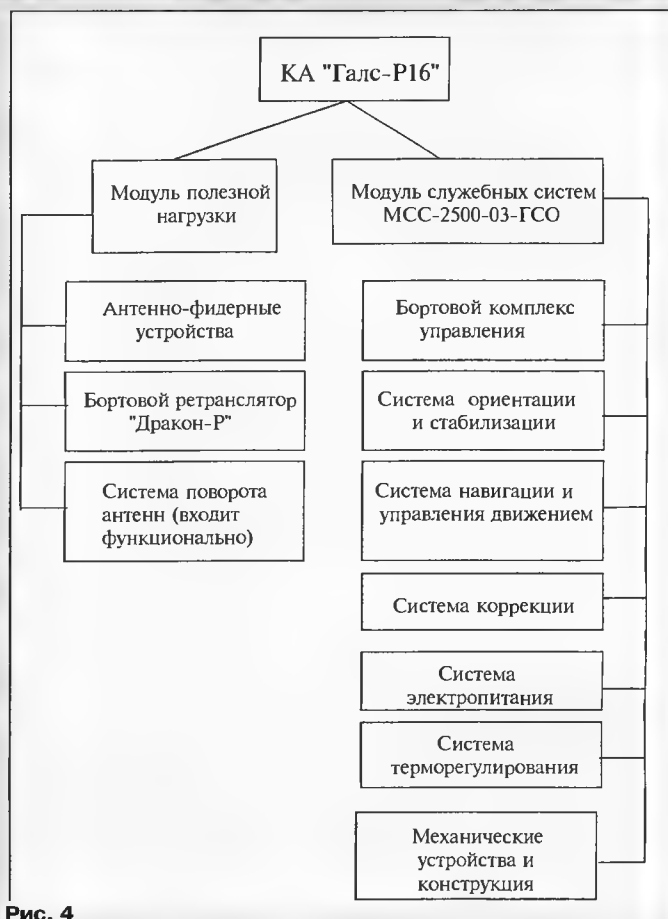 КА "Галс-Р16"
Модуль полезной
нагрузки
Модуль служебных систем
МСС-2500-03-ГСО
Антенно-фидерные
устройства
Бортовой ретранслятор
"Дракон-Р"
Система поворота
антенн (входит
функционально)
Бортовой комплекс
управления
Система ориентации
и стабилизации
Система навигации и
управления движением
Система коррекции
Система
электропитания
Система
терморегулирования
Механические
устройства и
конструкция
Рис. 4